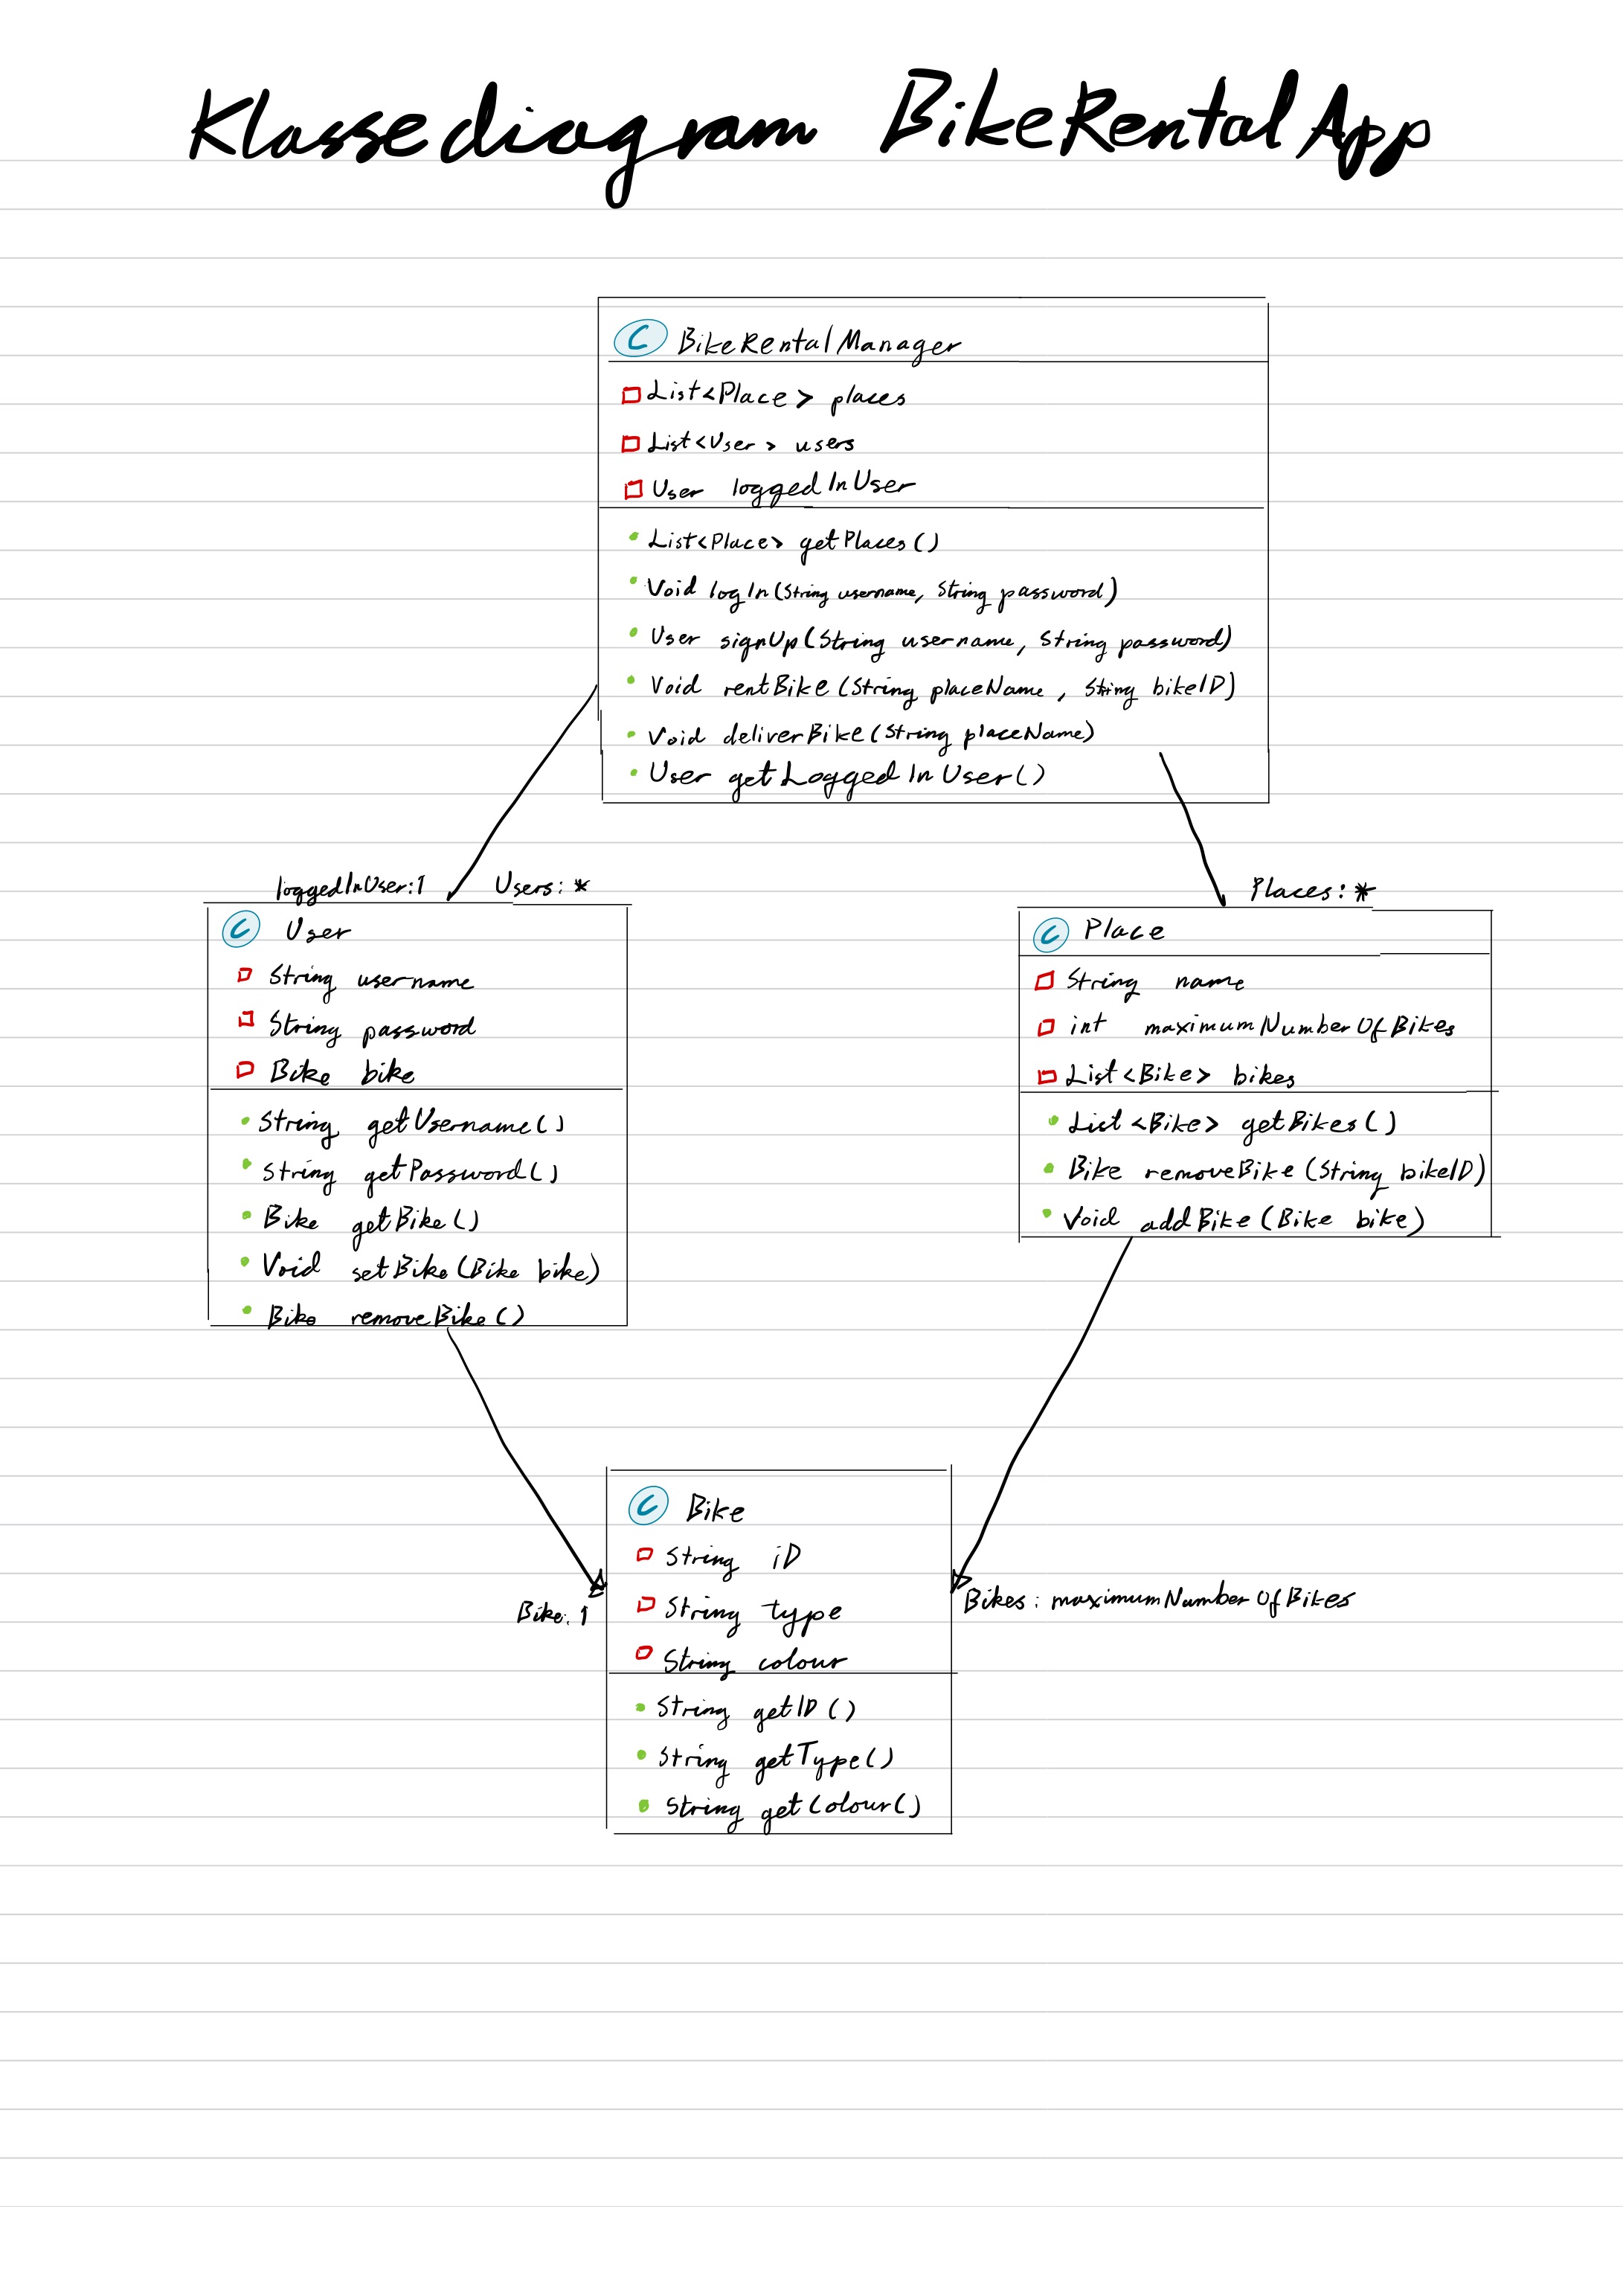 Klassediagram BikeRentalApp
C BikeRentalManager
List<Place> places
List<User> users
User loggedInUser
List<Place> getPlaces()
Void logIn(String username, String password)
User signUp(String username, String password)
Void rentBike(String placeName, String bikeID)
Void deliverBike(String placeName)
User getLoggedInUser()
loggedInUser:1 Users: *
C User
String username
String password
Bike bike
String getUsername()
String getPassword()
Bike getBike()
Void setBike(Bike bike)
Bike removeBike()
Places: *
C Place
String name
int maximumNumberOfBikes
List<Bike> bikes
List<Bike> getBikes()
Bike removeBike(String bikeID)
Void addBike(Bike bike)
Bike: 1
C Bike
String iD
String type
String colour
String getID()
String getType()
String getColour()
Bikes: maximumNumberOfBikes